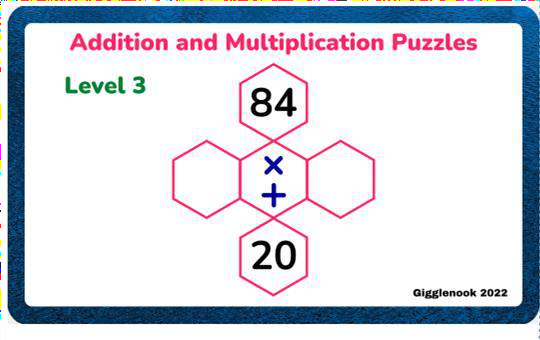 Addition and Multiplication Puzzles
Level 3
84
×
+
20
Gigglenook 2022